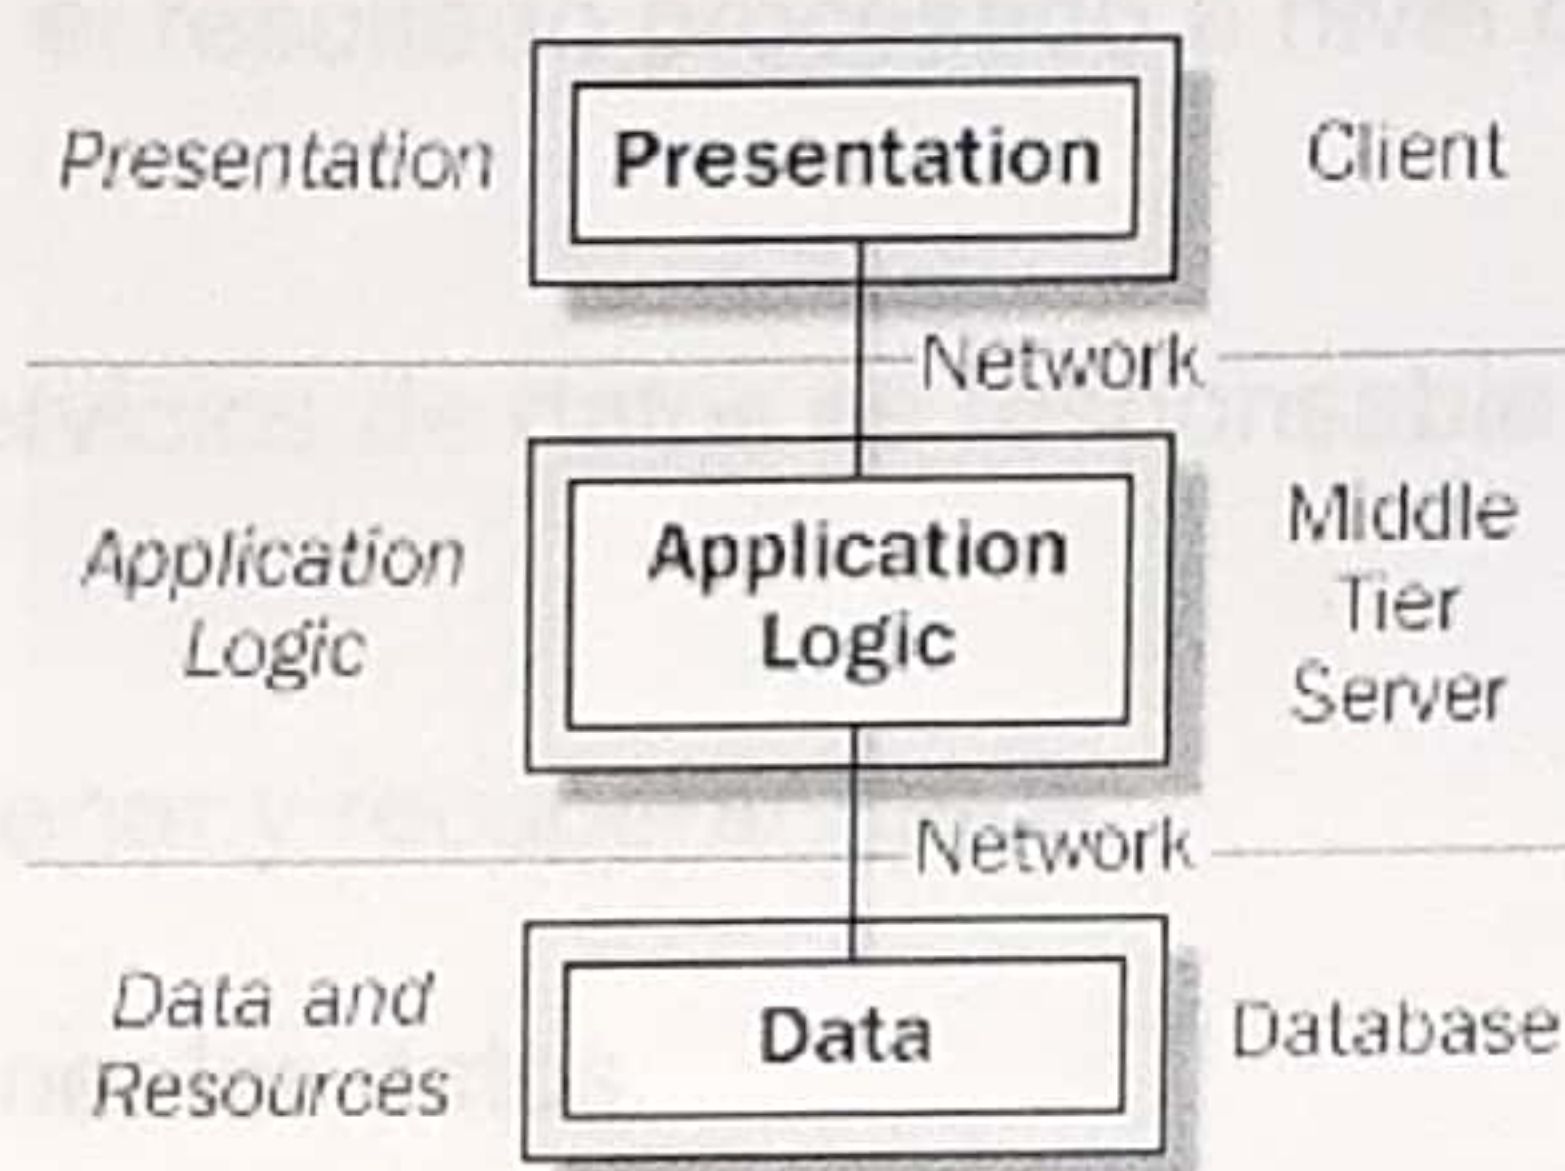 Presentation
Presentation
Client
Network
Application
Logic
Application
Logic
Middle
Tier
Server
Network
Data and
Resources
Data
Database